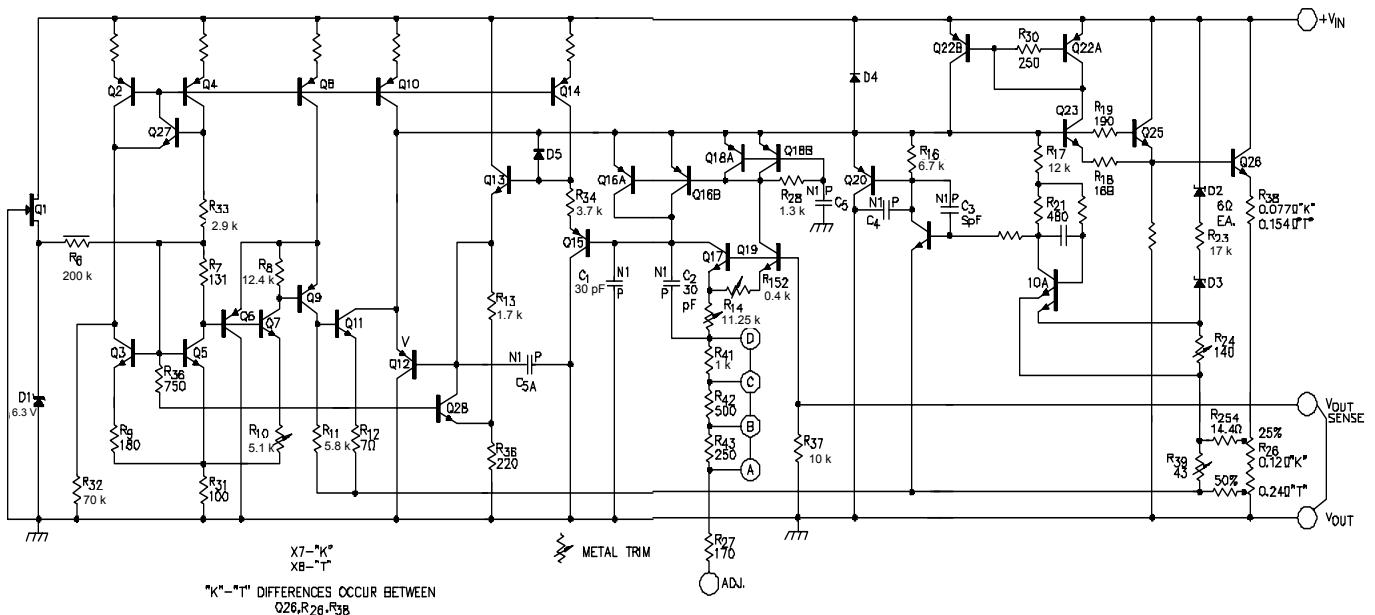 +VIN
Q2
Q4
Q8
Q10
Q14
Q27
D5
Q13
R34
3.7 k
Q15
Q16A
Q16B
Q18A
Q18B
R28
1.3 k
N1 P
C5
D4
Q22B
R30
250
Q22A
Q23
R19
190
Q25
R18
168
Q26
R38
0.077Ω"K"
0.154Ω"T"
R16
6.7 k
Q20
N1 P
C4
N1 P
C3
5pF
R17
12 k
R21
480
D2
6Ω
EA.
R23
17 k
D3
Q1
R6
200 k
R33
2.9 k
R7
131
R8
12.4 k
Q9
Q6
Q7
Q11
V
Q12
R13
1.7 k
N1 P
C5A
C1
30 pF
N1
P
N1
P
C2
30
pF
Q17
Q19
R152
0.4 k
R14
11.25 k
10A
R24
140
Q3
Q5
D1
6.3 V
R36
750
Q2B
R9
180
R10
5.1 k
R11
5.8 k
R12
7Ω
R36
220
R32
70 k
R31
100
R41
1 k
R42
500
R43
250
D
C
B
A
R37
10 k
VOUT
SENSE
R254
14.4Ω
25%
R26
0.12Ω"K"
0.24Ω"T"
R39
43
50%
VOUT
R27
170
ADJ.
METAL TRIM
X7-"K"
X8-"T"
"K"-"T" DIFFERENCES OCCUR BETWEEN
Q26,R26,R38